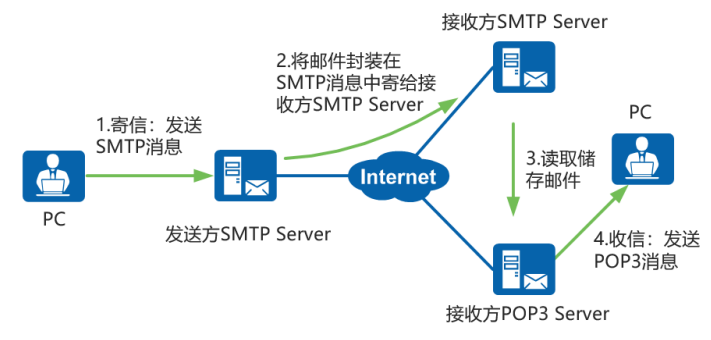 接收方SMTP Server
2.将邮件封装在
SMTP消息中寄给接
收方SMTP Server
1.寄信：发送
SMTP消息
PC
发送方SMTP Server
Internet
PC
3.读取储
存邮件
4.收信：发送
POP3消息
接收方POP3 Server